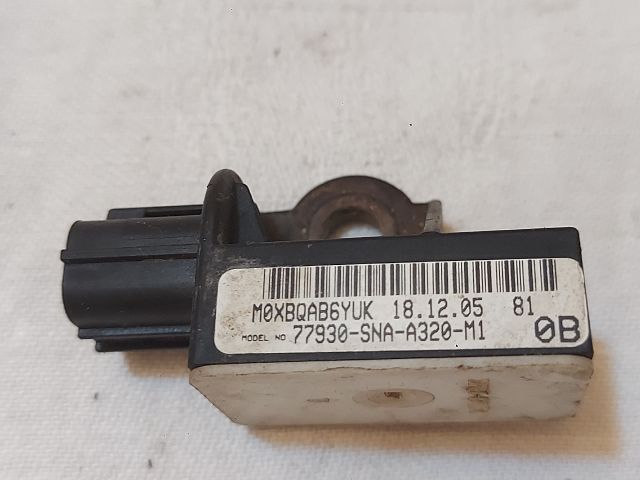 M0XBQAB6YUK 18.12.05 81
MODEL NO 77930-SNA-A320-M1
0B